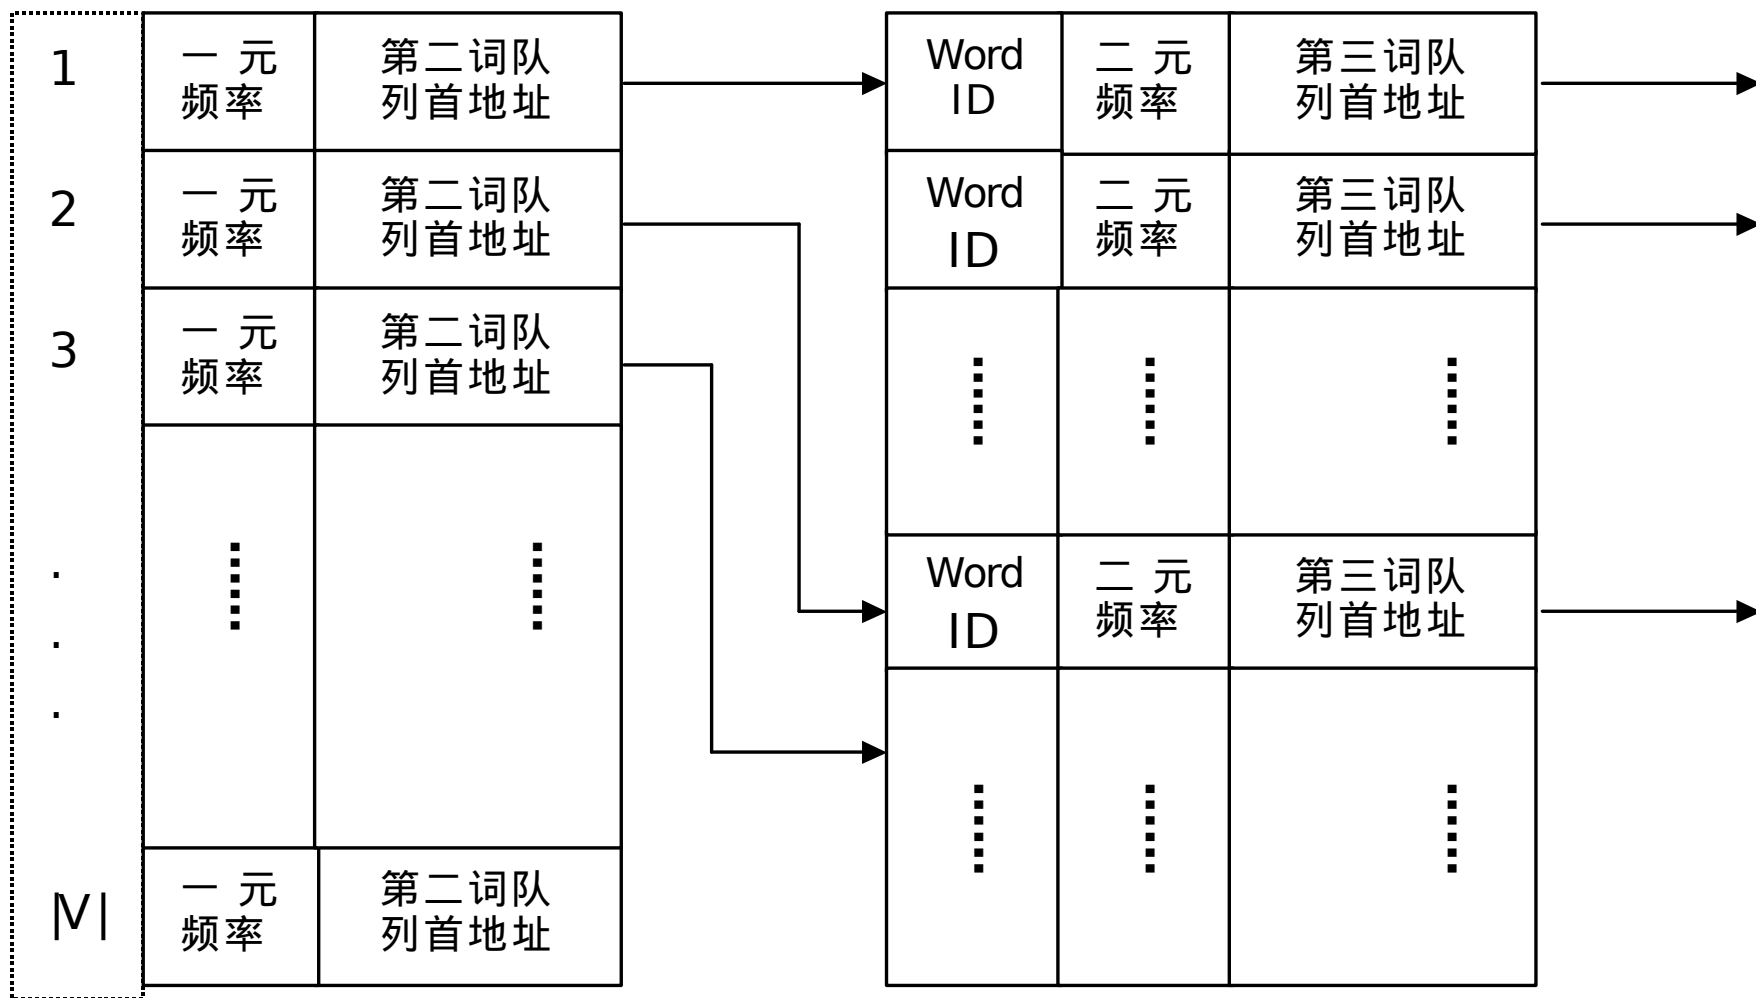 1
一 元
频率
第二词队
列首地址
Word
ID
二 元
频率
第三词队
列首地址
2
一 元
频率
第二词队
列首地址
Word
ID
二 元
频率
第三词队
列首地址
3
一 元
频率
第二词队
列首地址
.
.
.
Word
ID
二 元
频率
第三词队
列首地址
|V|
一 元
频率
第二词队
列首地址